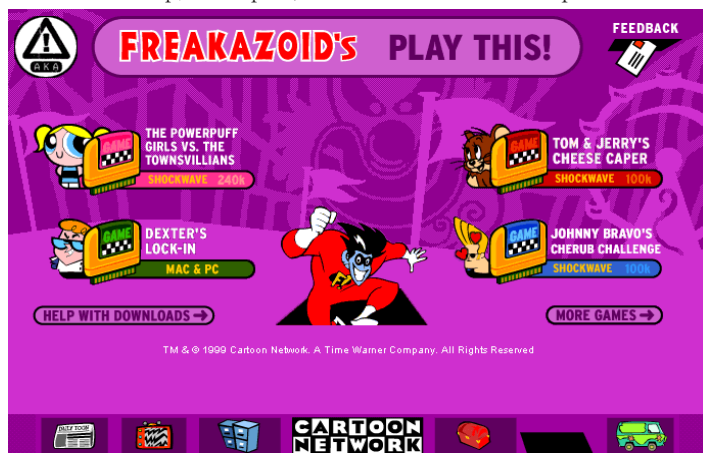 AKA
FREAKAZOID's PLAY THIS!
FEEDBACK
GAME
THE POWERPUFF
GIRLS VS. THE
TOWNSVILLIANS
SHOCKWAVE 240k
GAME
TOM & JERRY'S
CHEESE CAPER
SHOCKWAVE 100k
GAME
DEXTER'S
LOCK-IN
MAC & PC
GAME
JOHNNY BRAVO'S
CHERUB CHALLENGE
SHOCKWAVE 100k
F!
HELP WITH DOWNLOADS →
MORE GAMES →
TM & © 1999 Cartoon Network. A Time Warner Company. All Rights Reserved
DAILY TOON
CARTOON
NETWORK